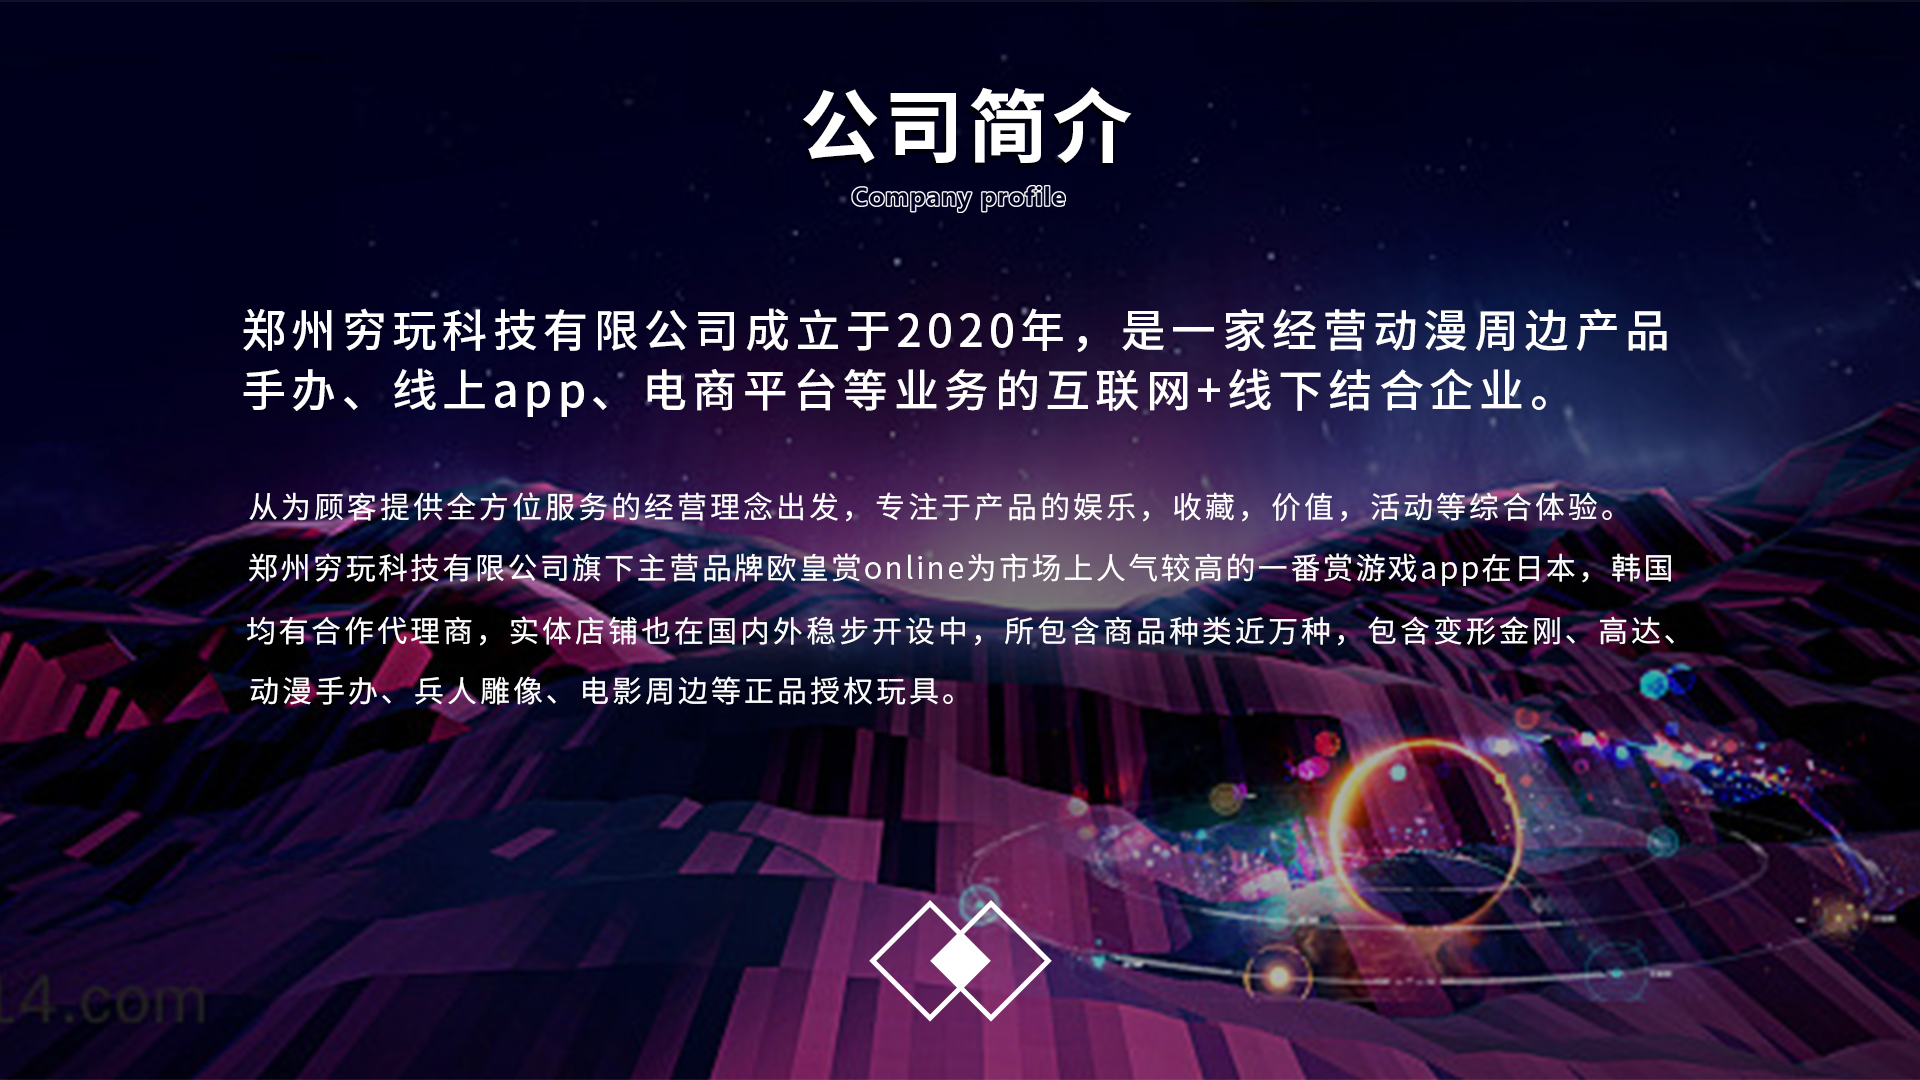 公司简介
Company profile
郑州穷玩科技有限公司成立于2020年，是一家经营动漫周边产品
手办、线上app、电商平台等业务的互联网+线下结合企业。
从为顾客提供全方位服务的经营理念出发，专注于产品的娱乐，收藏，价值，活动等综合体验。
郑州穷玩科技有限公司旗下主营品牌欧皇赏online为市场上人气较高的一番赏游戏app在日本，韩国
均有合作代理商，实体店铺也在国内外稳步开设中，所包含商品种类近万种，包含变形金刚、高达、
动漫手办、兵人雕像、电影周边等正品授权玩具。
14.com